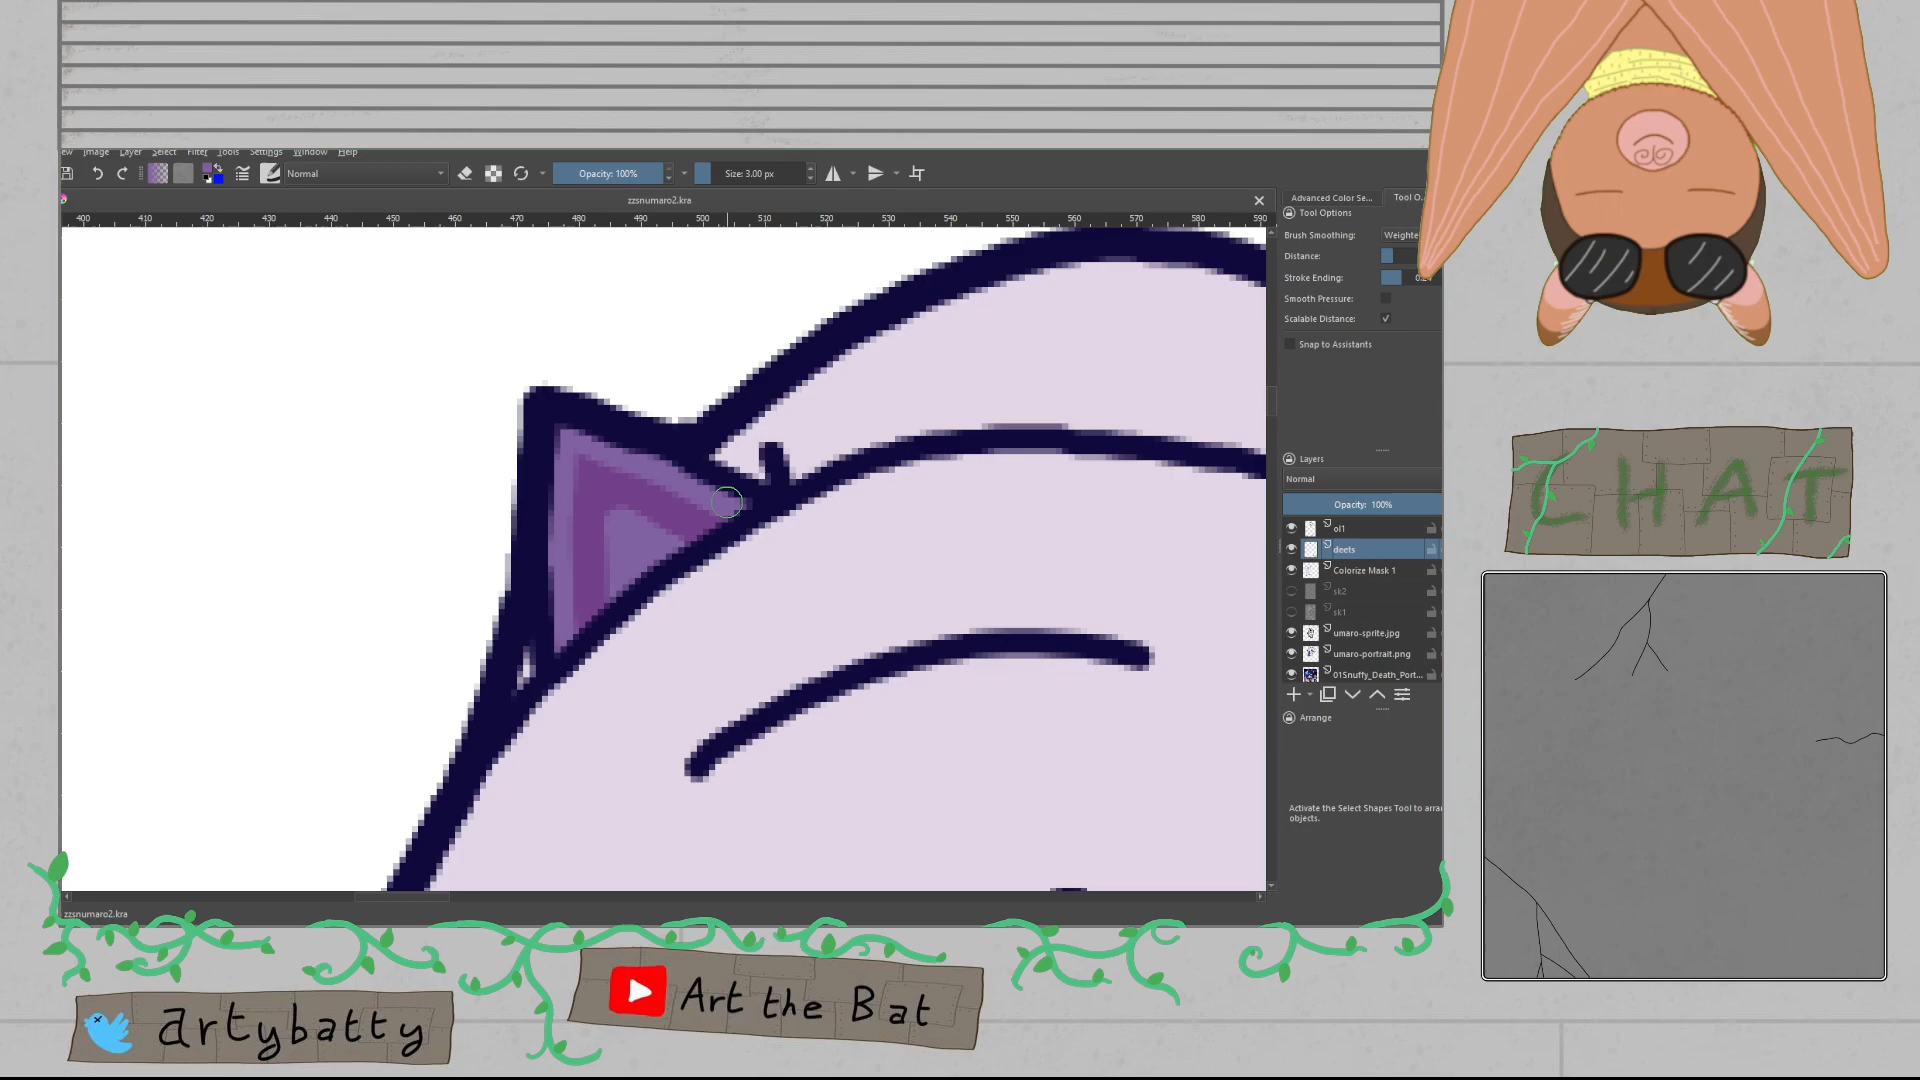 ew Image Layer Select Filter Tools Settings Window Help
Normal Opacity: 100% Size: 3.00 px
zzsnumaro2.kra
400 410 420 430 440 450 460 470 480 490 500 510 520 530 540 550 560 570 580 590
Advanced Color Se... Tool O...
Tool Options
Brush Smoothing: Weighte
Distance:
Stroke Ending:
Smooth Pressure:
Scalable Distance:
Snap to Assistants
Layers
Normal
Opacity: 100%
ol1
deets
Colorize Mask 1
sk2
sk1
umaro-sprite.jpg
umaro-portrait.png
01Snuffy_Death_Port...
Arrange
Activate the Select Shapes Tool to arra
objects.
zzsnumaro2.kra
CHAT
artybatty
Art the Bat